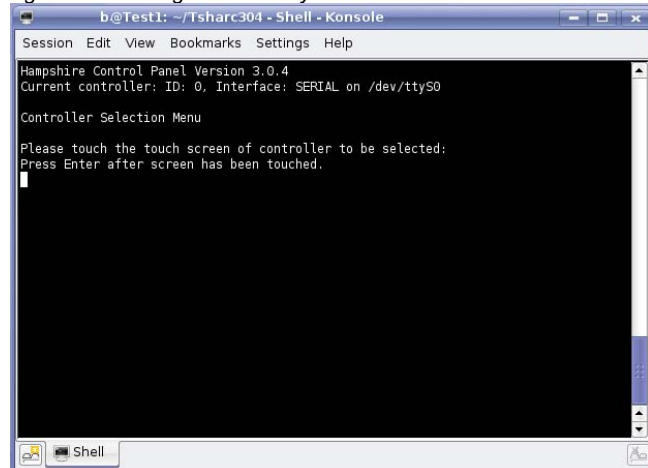 b@Test1: ~/Tsharc304 - Shell - Konsole
Session Edit View Bookmarks Settings Help
Hampshire Control Panel Version 3.0.4
Current controller: ID: 0, Interface: SERIAL on /dev/ttyS0
Controller Selection Menu
Please touch the touch screen of controller to be selected:
Press Enter after screen has been touched.
Shell